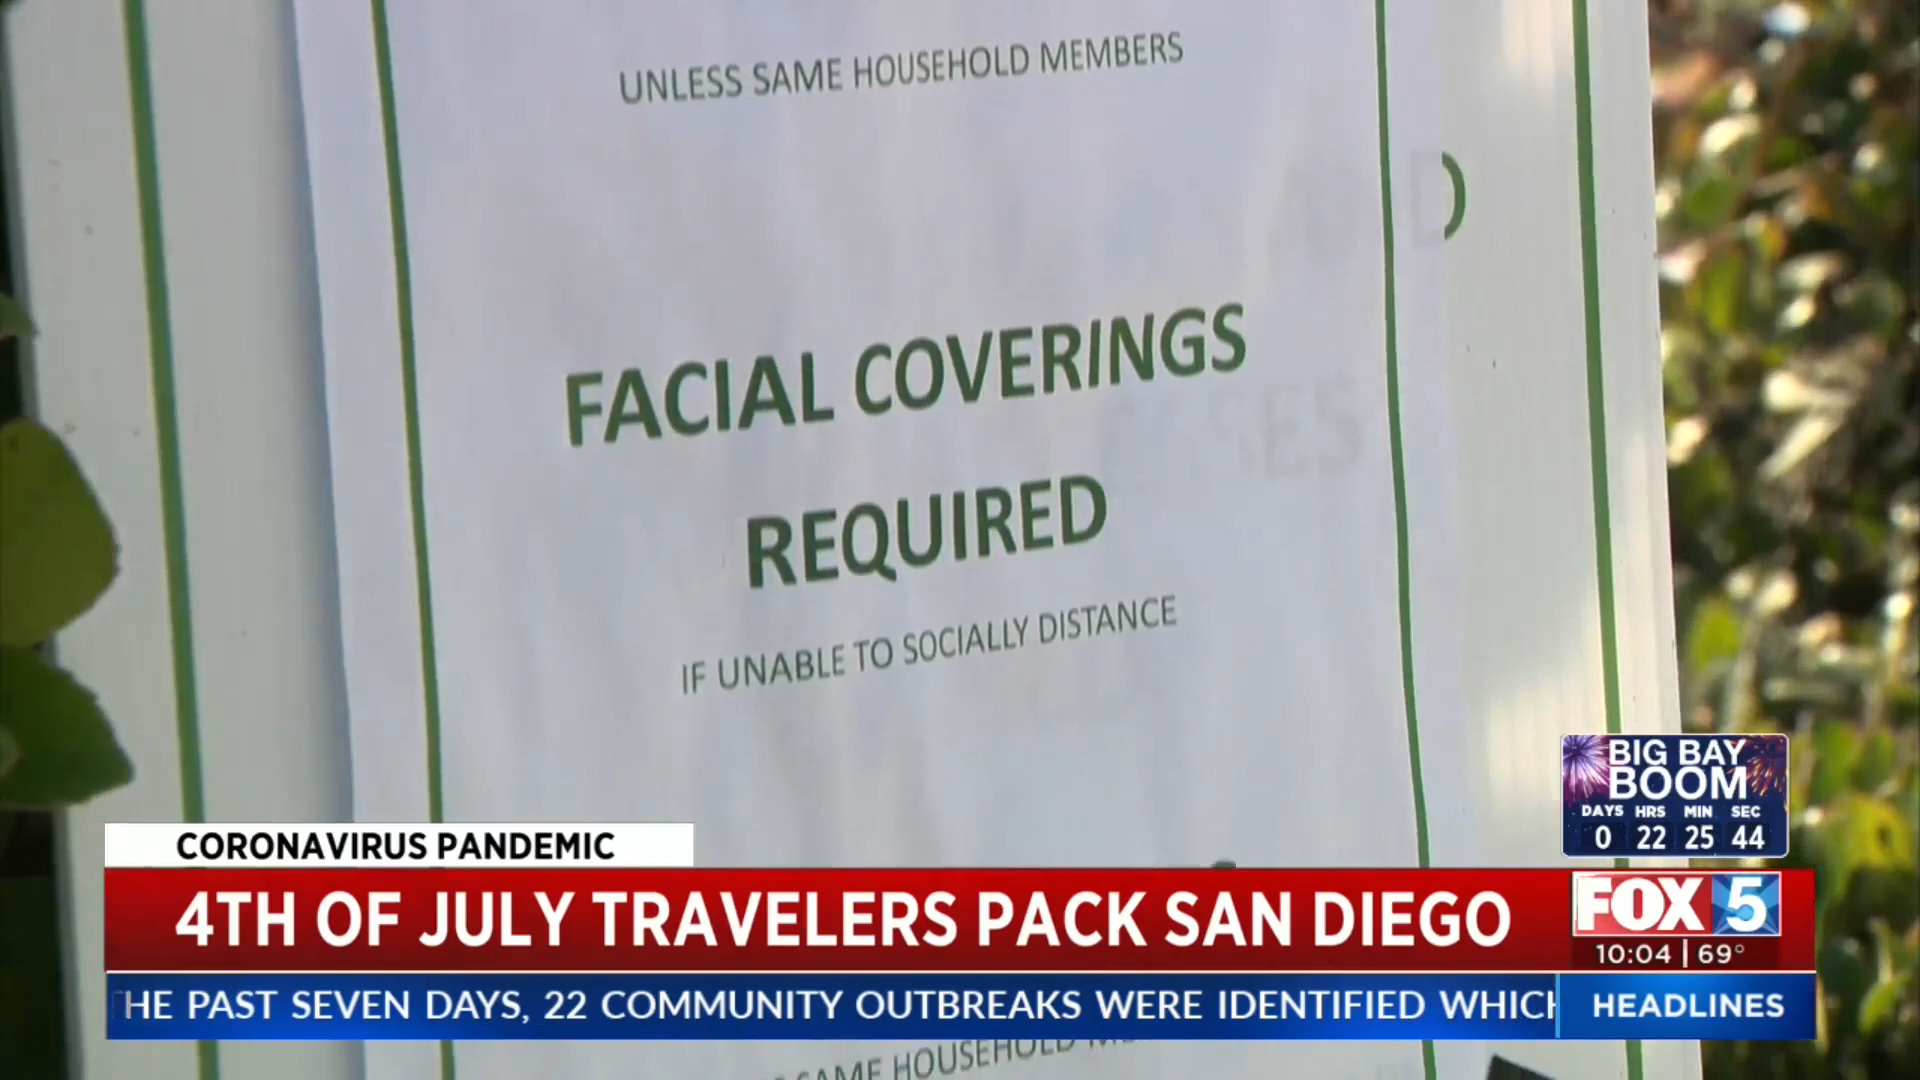 UNLESS SAME HOUSEHOLD MEMBERS
FACIAL COVERINGS
REQUIRED
IF UNABLE TO SOCIALLY DISTANCE
BIG BAY
BOOM
DAYS HRS MIN SEC
0 22 25 44
CORONAVIRUS PANDEMIC
4TH OF JULY TRAVELERS PACK SAN DIEGO
FOX 5
10:04 | 69°
HE PAST SEVEN DAYS, 22 COMMUNITY OUTBREAKS WERE IDENTIFIED WHICH
HEADLINES
SAME HOUSEHOLD